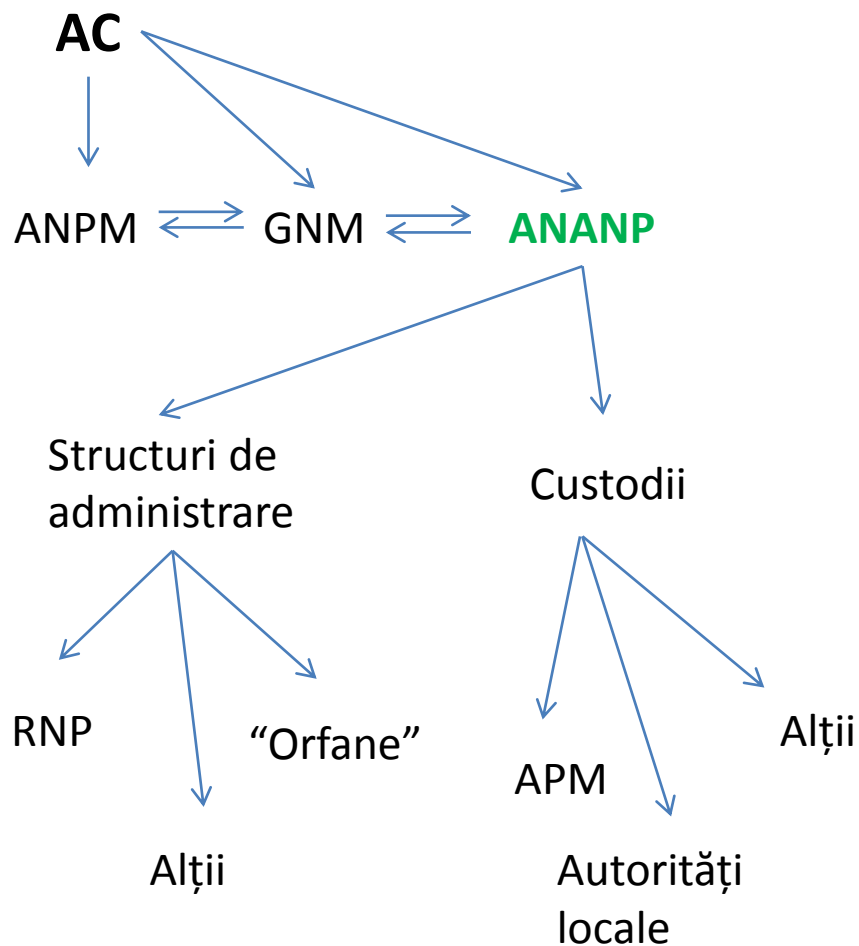 AC
ANPM
GNM
ANANP
Structuri de
administrare
Custodii
RNP
“Orfane”
Alții
APM
Alții
Autorități
locale